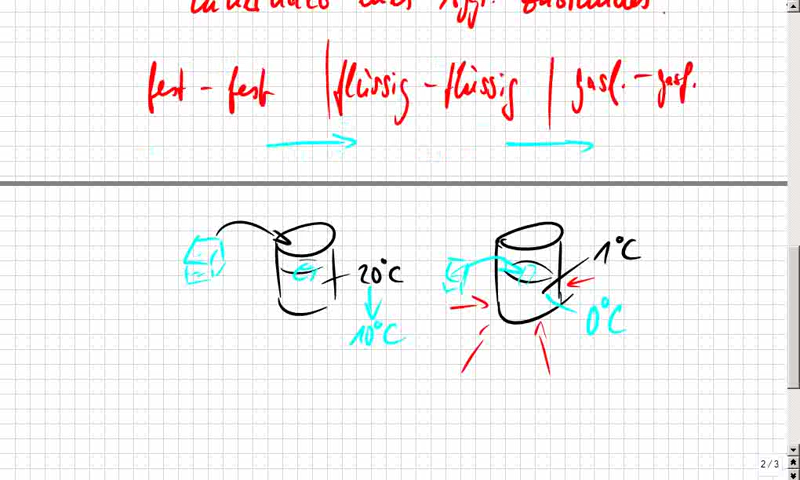 fest - fest | flüssig - flüssig | gasf. - gasf.
20°C
10°C
1°C
0°C
2/3